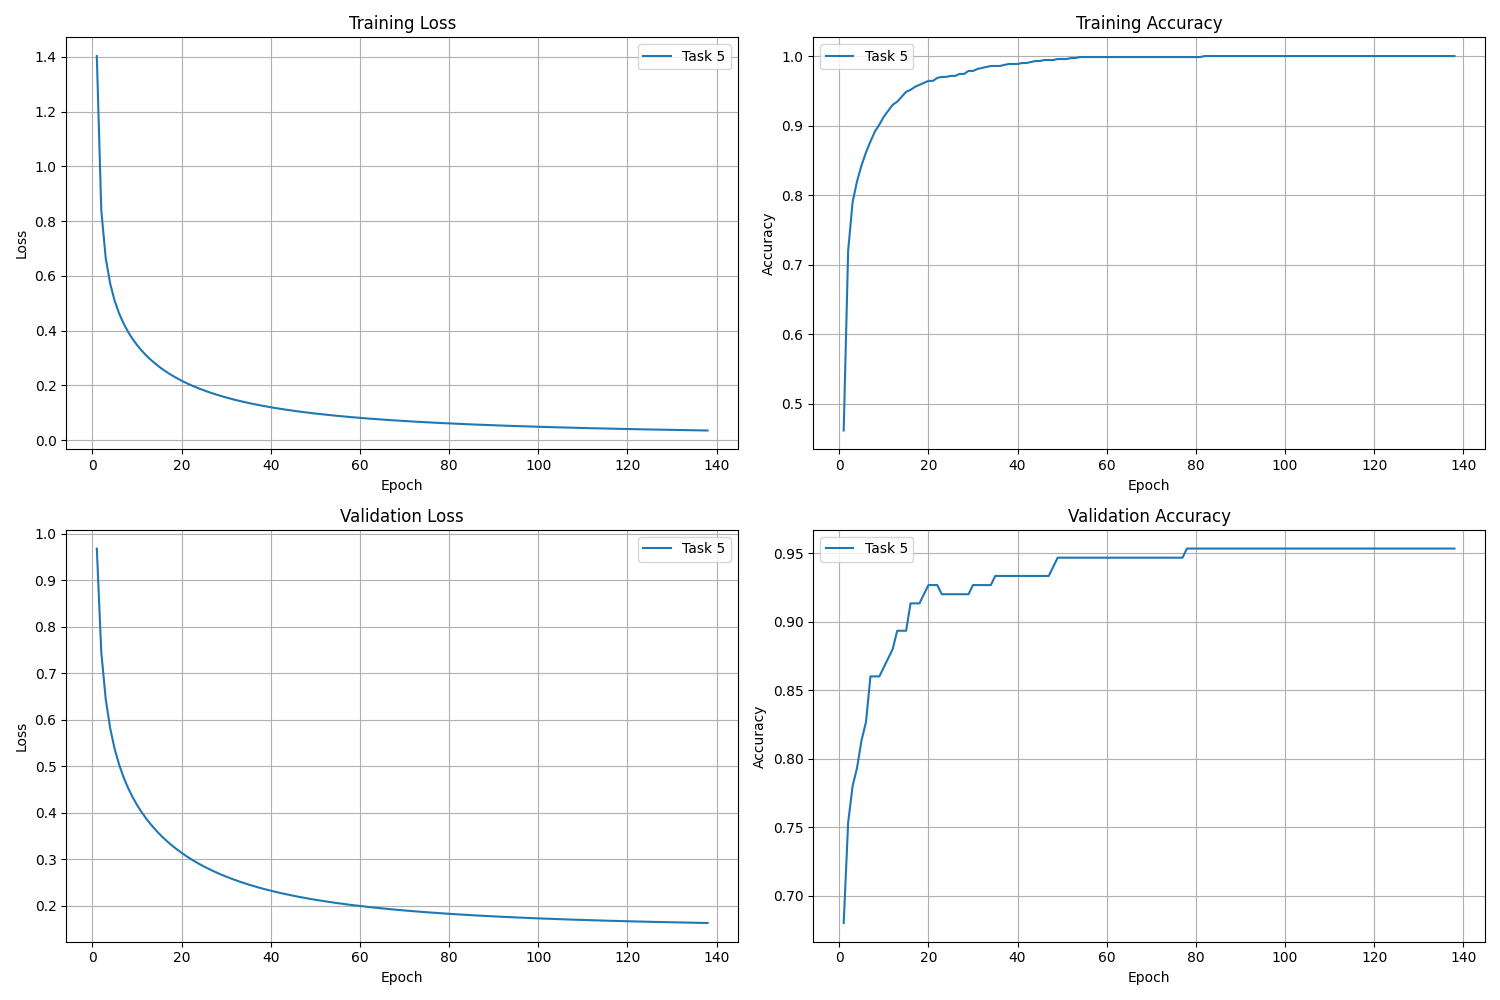 Training Loss
Task 5
1.4
1.2
1.0
0.8
0.6
0.4
0.2
0.0
Loss
0 20 40 60 80 100 120 140
Epoch
Training Accuracy
Task 5
1.0
0.9
0.8
0.7
0.6
0.5
Accuracy
0 20 40 60 80 100 120 140
Epoch
Validation Loss
Task 5
1.0
0.9
0.8
0.7
0.6
0.5
0.4
0.3
0.2
Loss
0 20 40 60 80 100 120 140
Epoch
Validation Accuracy
Task 5
0.95
0.90
0.85
0.80
0.75
0.70
Accuracy
0 20 40 60 80 100 120 140
Epoch